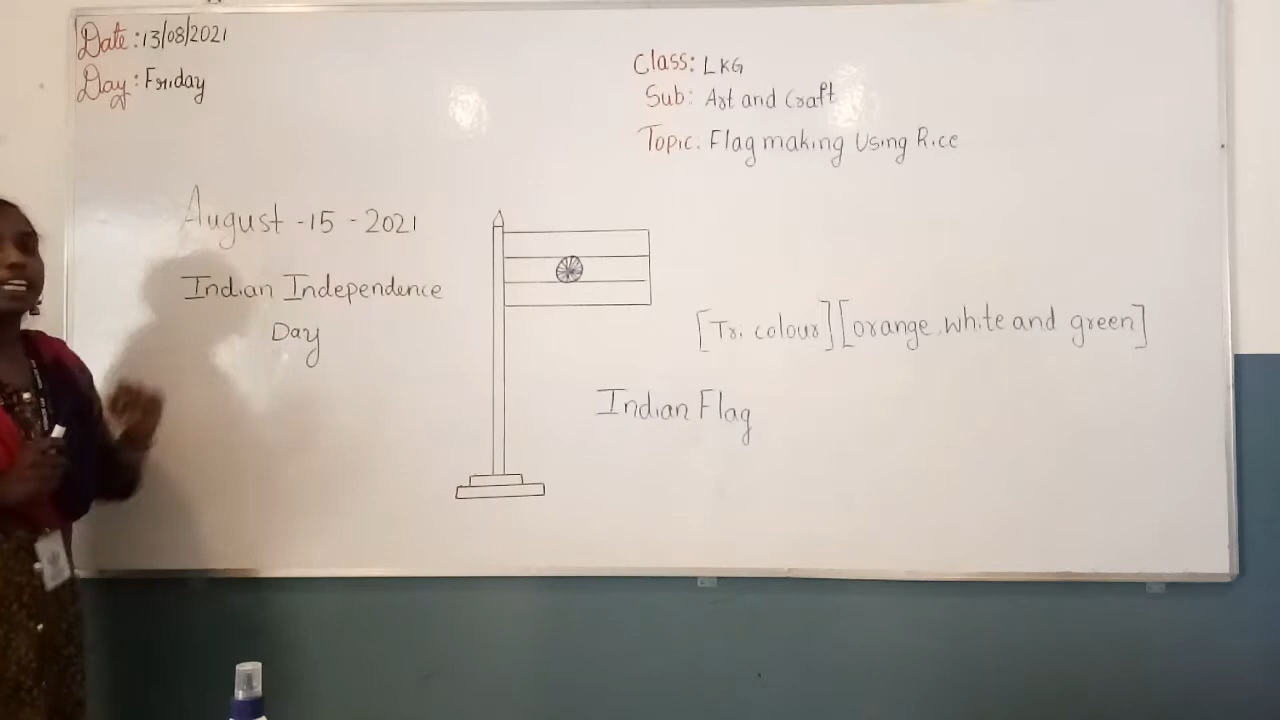 Date: 13/08/2021
Day: Friday
Class: LKG
Sub: Art and Craft
Topic: Flag making Using Rice
August -15 - 2021
Indian Independence
Day
[Tri colour] [orange.white and green]
Indian Flag